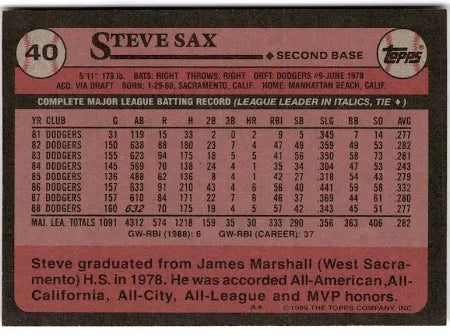 40
STEVE SAX
◆ SECOND BASE
TOPPS
5'11" 179 lb. BATS: RIGHT THROWS: RIGHT DRFT: DODGERS #9-JUNE 1978
ACQ: VIA DRAFT BORN: 1-29-60, SACRAMENTO, CALIF. HOME: MANHATTAN BEACH, CALIF.
COMPLETE MAJOR LEAGUE BATTING RECORD (LEAGUE LEADER IN ITALICS, TIE ◆)
YR CLUB G AB R H 2B 3B HR RBI SB SLG BB SO AVG
81 DODGERS 31 119 15 33 2 0 2 9 5 .345 7 14 .277
82 DODGERS 150 638 88 180 23 7 4 47 49 .359 49 53 .282
83 DODGERS 155 623 94 175 18 5 5 41 56 .350 58 73 .281
84 DODGERS 145 569 70 138 24 4 1 35 34 .304 47 53 .243
85 DODGERS 136 488 62 136 8 4 1 42 27 .318 54 43 .279
86 DODGERS 157 633 91 210 43 4 6 56 40 .441 59 58 .332
87 DODGERS 157 610 84 171 22 7 6 46 37 .369 44 61 .280
88 DODGERS 160 632 70 175 19 4 5 57 42 .343 45 51 .277
MAJ. LEA. TOTALS 1091 4312 574 1218 159 35 30 333 290 .356 363 406 .282
GW-RBI (1988): 6 GW-RBI (CAREER): 37
Steve graduated from James Marshall (West Sacra-
mento) H.S. in 1978. He was accorded All-American, All-
California, All-City, All-League and MVP honors.
A* © 1989 THE TOPPS COMPANY, INC.